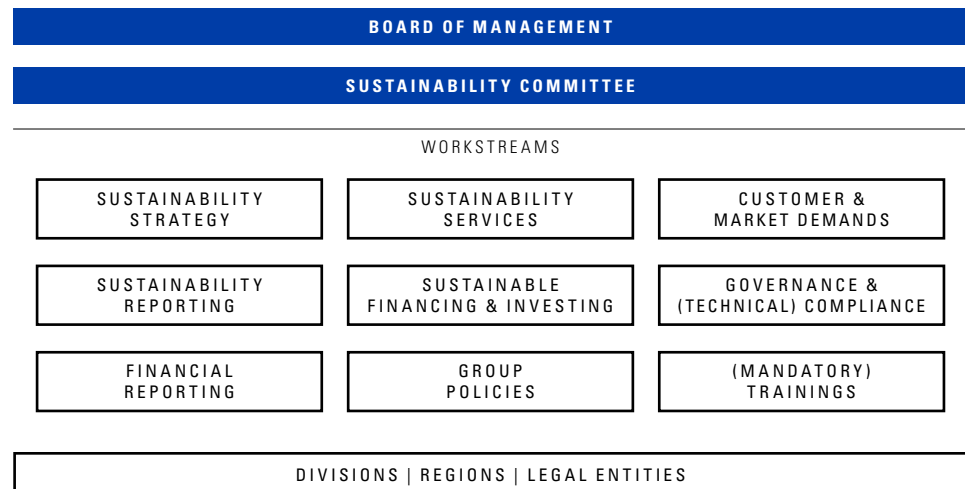 BOARD OF MANAGEMENT
SUSTAINABILITY COMMITTEE
WORKSTREAMS
SUSTAINABILITY
STRATEGY
SUSTAINABILITY
SERVICES
CUSTOMER &
MARKET DEMANDS
SUSTAINABILITY
REPORTING
SUSTAINABLE
FINANCING & INVESTING
GOVERNANCE &
(TECHNICAL) COMPLIANCE
FINANCIAL
REPORTING
GROUP
POLICIES
(MANDATORY)
TRAININGS
DIVISIONS | REGIONS | LEGAL ENTITIES